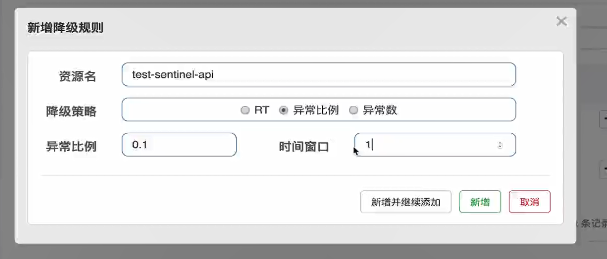 新增降级规则
资源名 test-sentinel-api
降级策略 RT 异常比例 异常数
异常比例 0.1 时间窗口 1
新增并继续添加 新增 取消
条记